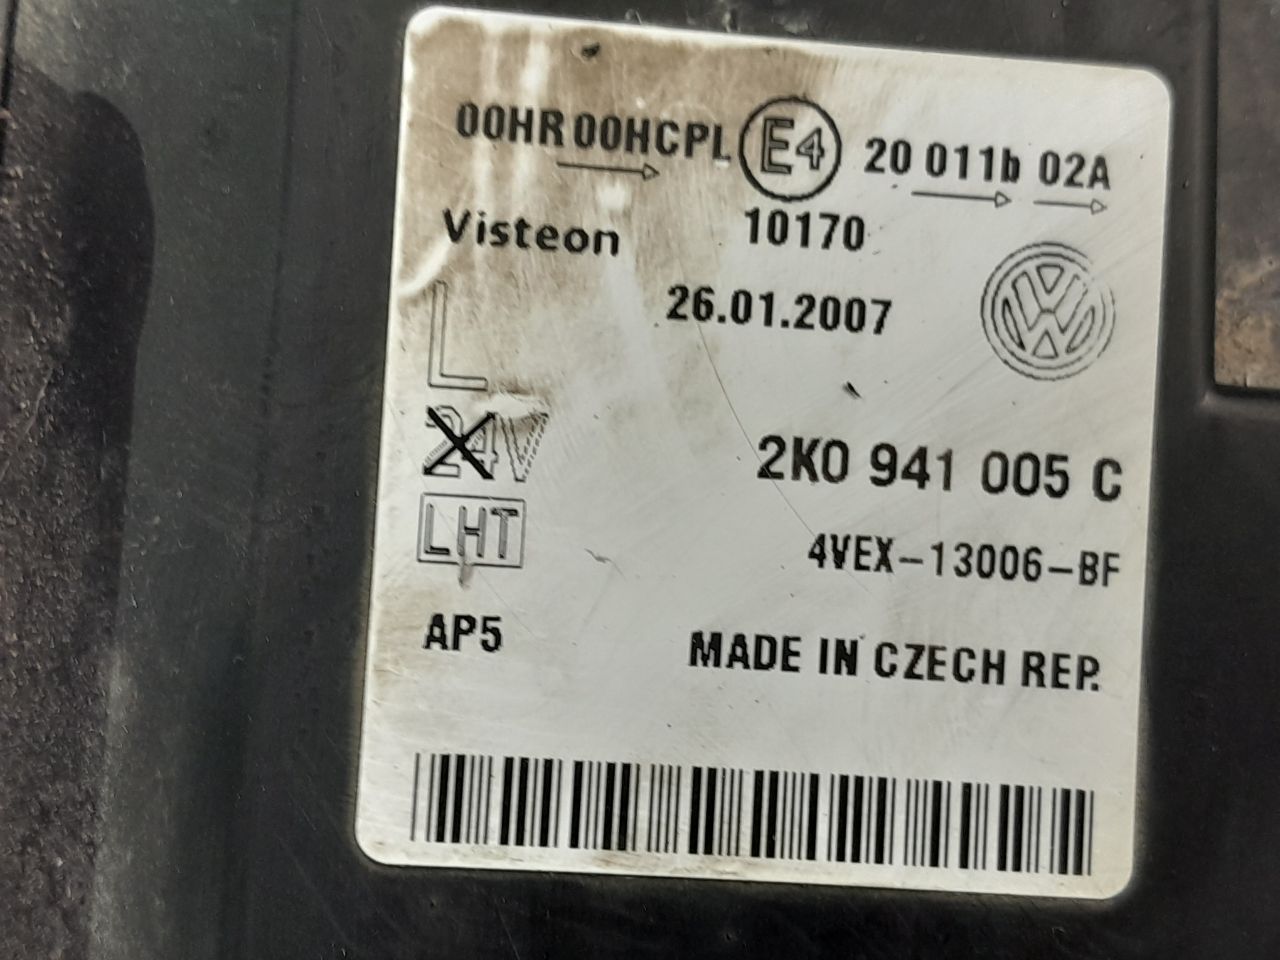 00HR 00HCPL E4 20 011b 02A
Visteon 10170
26.01.2007
L
24V
2K0 941 005 C
LHT
4VEX-13006-BF
AP5
MADE IN CZECH REP.